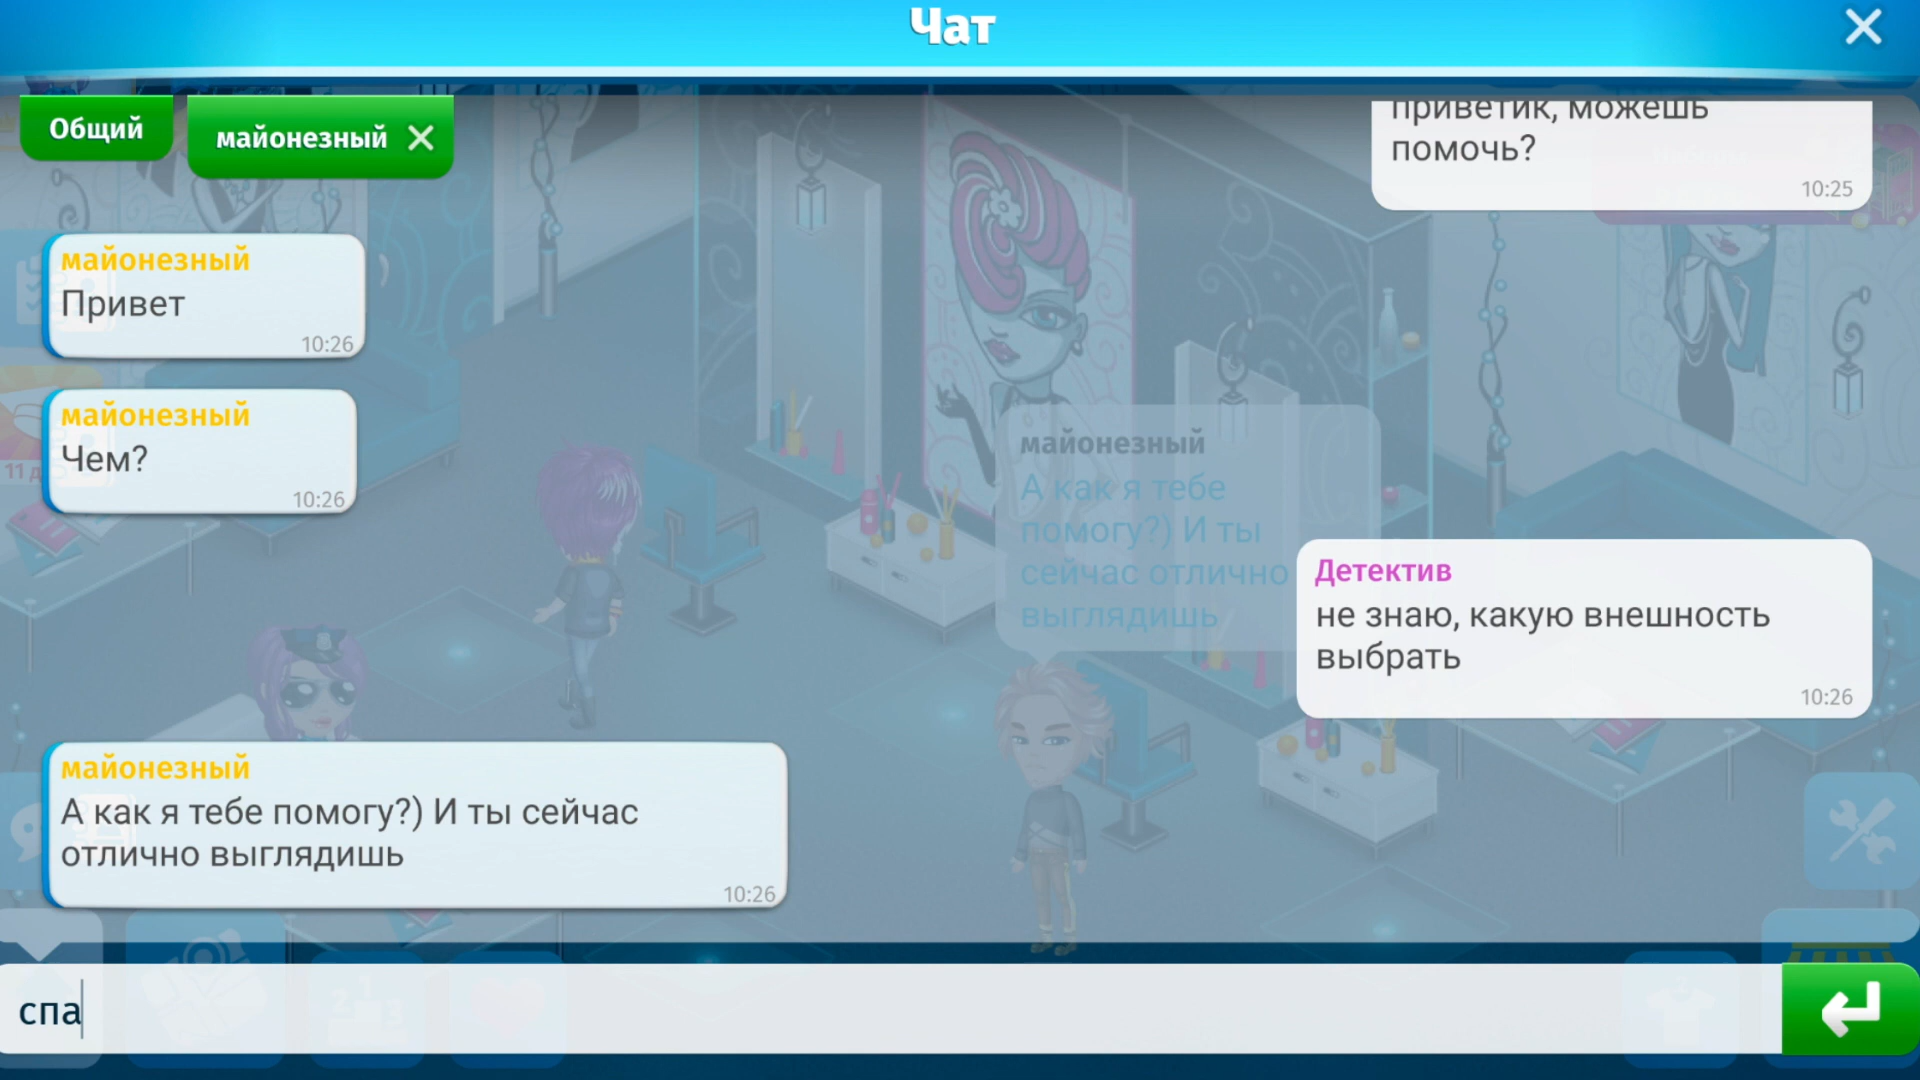 Чат
Общий
майонезный
приветик, можешь
помочь?
10:25
майонезный
Привет
10:26
майонезный
Чем?
10:26
майонезный
А как я тебе
помогу?) И ты
сейчас отлично
выглядишь
Детектив
не знаю, какую внешность
выбрать
10:26
майонезный
А как я тебе помогу?) И ты сейчас
отлично выглядишь
10:26
11 д
спа